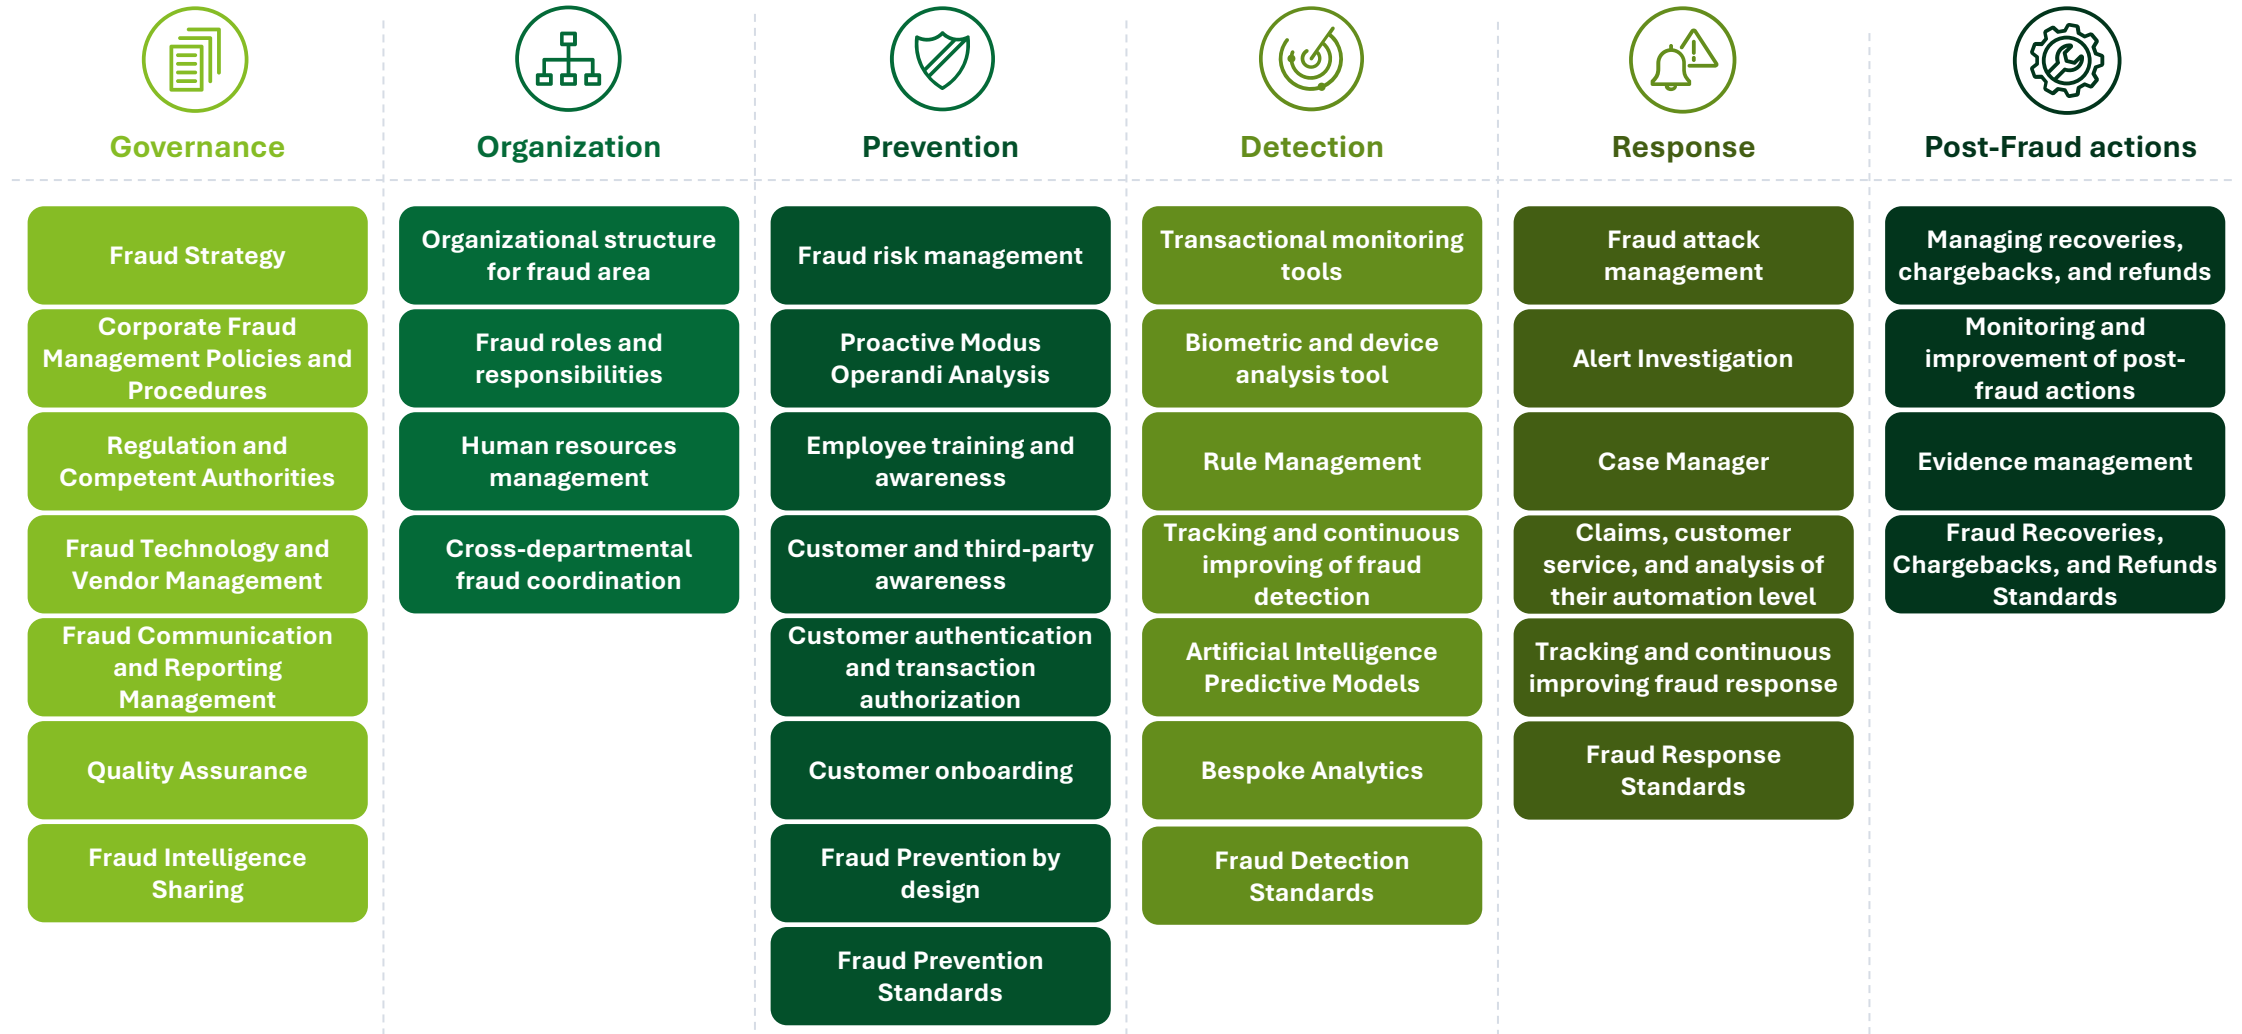 Governance
Organization
Prevention
Detection
Response
Post-Fraud actions
Fraud Strategy
Corporate Fraud
Management Policies and
Procedures
Regulation and
Competent Authorities
Fraud Technology and
Vendor Management
Fraud Communication
and Reporting
Management
Quality Assurance
Fraud Intelligence
Sharing
Organizational structure
for fraud area
Fraud roles and
responsibilities
Human resources
management
Cross-departmental
fraud coordination
Fraud risk management
Proactive Modus
Operandi Analysis
Employee training and
awareness
Customer and third-party
awareness
Customer authentication
and transaction
authorization
Customer onboarding
Fraud Prevention by
design
Fraud Prevention
Standards
Transactional monitoring
tools
Biometric and device
analysis tool
Rule Management
Tracking and continuous
improving of fraud
detection
Artificial Intelligence
Predictive Models
Bespoke Analytics
Fraud Detection
Standards
Fraud attack
management
Alert Investigation
Case Manager
Claims, customer
service, and analysis of
their automation level
Tracking and continuous
improving fraud response
Fraud Response
Standards
Managing recoveries,
chargebacks, and refunds
Monitoring and
improvement of post-
fraud actions
Evidence management
Fraud Recoveries,
Chargebacks, and Refunds
Standards